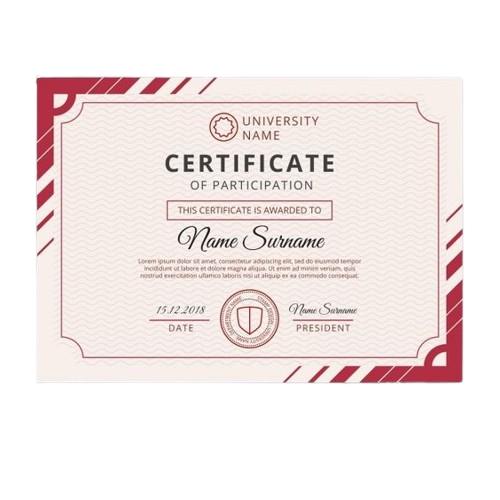 UNIVERSITY
NAME
CERTIFICATE
OF PARTICIPATION
THIS CERTIFICATE IS AWARDED TO
Name Surname
Lorem ipsum dolor sit amet, consectetur adipiscing elit, sed do eiusmod tempor
incididunt ut labore et dolore magna aliqua. Ut enim ad minim veniam, quis nostrud
exercitation ullamco laboris nisi ut aliquip ex ea commodo consequat.
15.12.2018
Name Surname
DATE
PRESIDENT